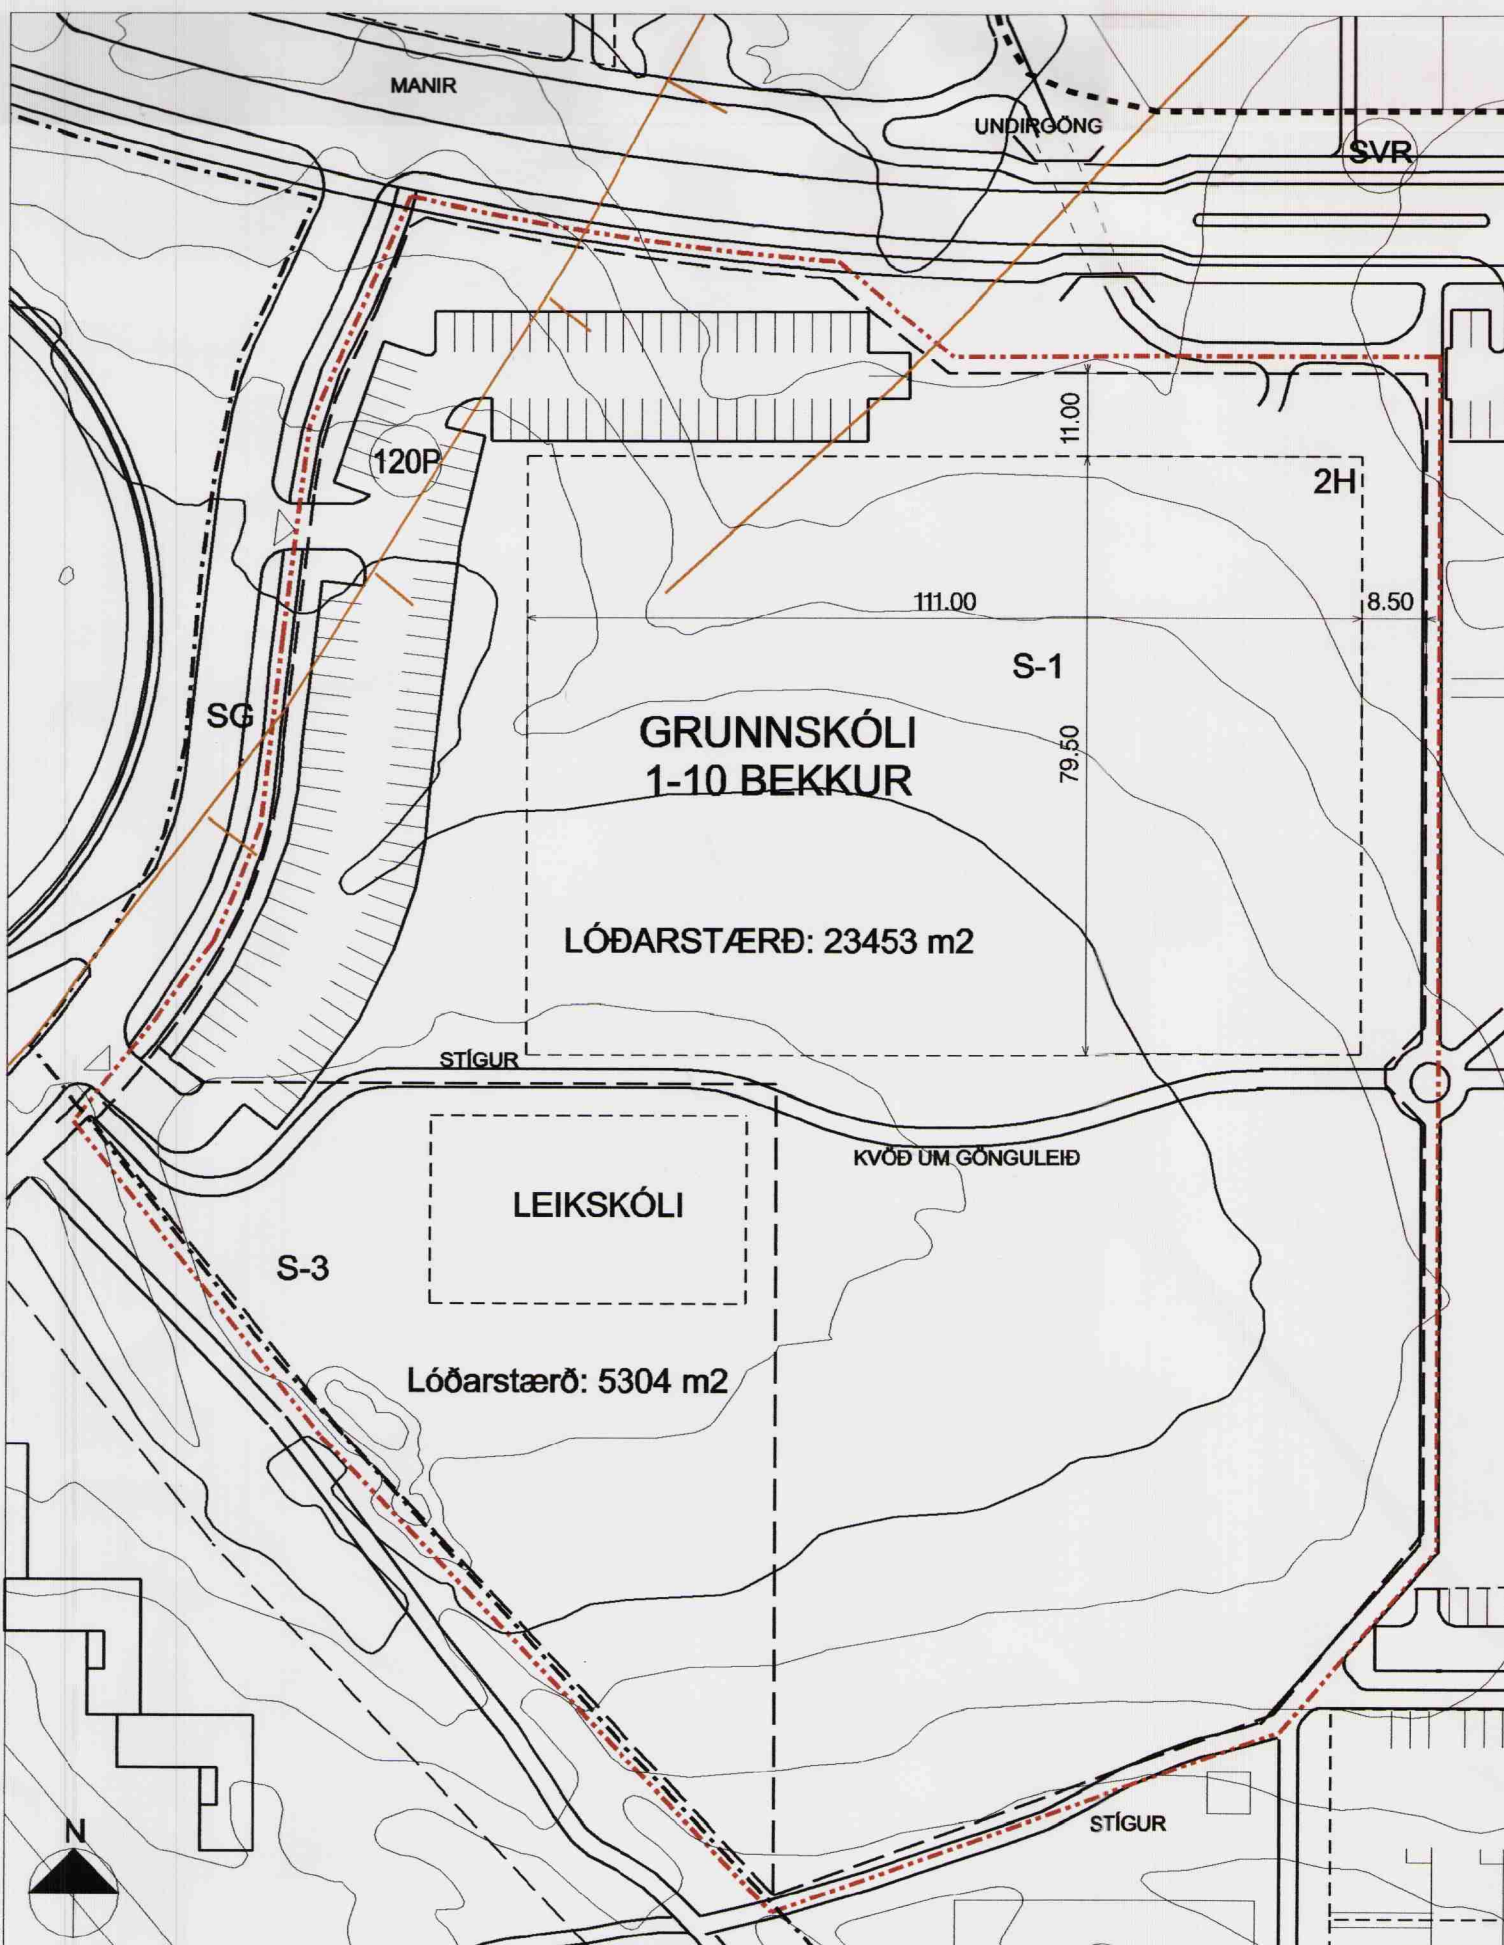 MANIR
UNDIRGÖNG
SVR
11.00
120P
2H
111.00
8.50
S-1
SG
GRUNNSKÓLI
1-10 BEKKUR
79.50
LÓÐARSTÆRÐ: 23453 m2
STÍGUR
KVÖÐ UM GÖNGULEIÐ
LEIKSKÓLI
S-3
Lóðarstærð: 5304 m2
STÍGUR
N